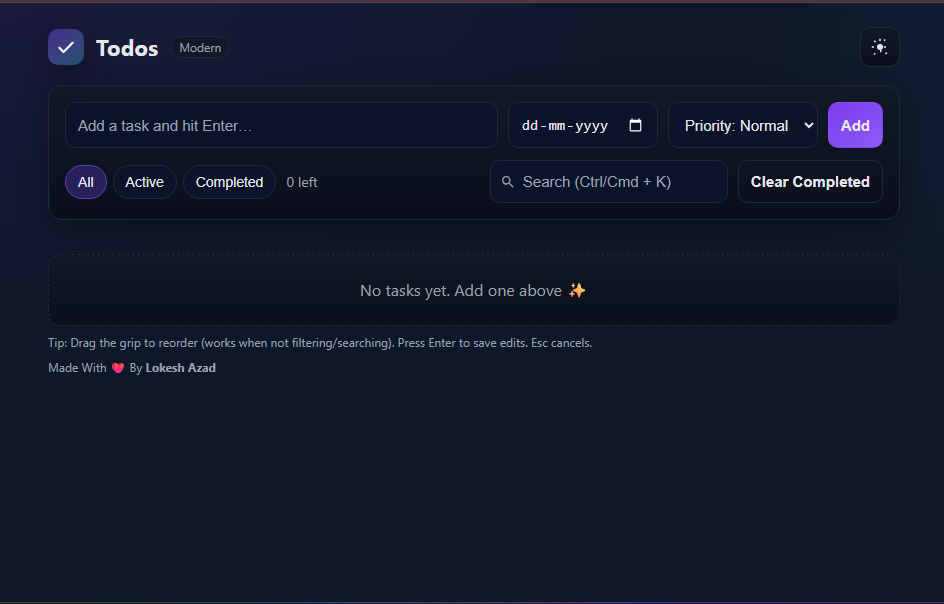 Todos Modern
Add a task and hit Enter… dd-mm-yyyy Priority: Normal Add
All Active Completed 0 left Search (Ctrl/Cmd + K) Clear Completed
No tasks yet. Add one above ✨
Tip: Drag the grip to reorder (works when not filtering/searching). Press Enter to save edits. Esc cancels.
Made With 💖 By Lokesh Azad